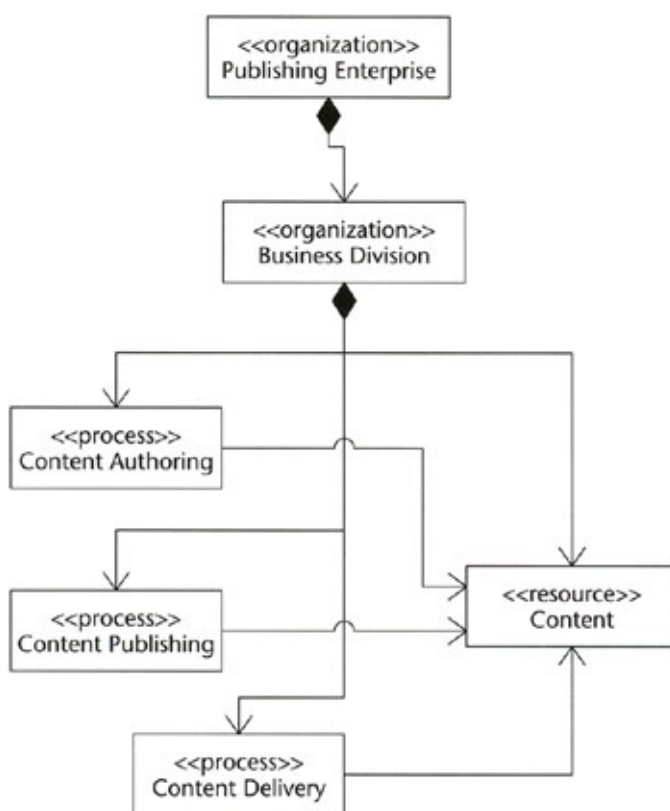 <<organization>>
Publishing Enterprise
<<organization>>
Business Division
<<process>>
Content Authoring
<<process>>
Content Publishing
<<resource>>
Content
<<process>>
Content Delivery